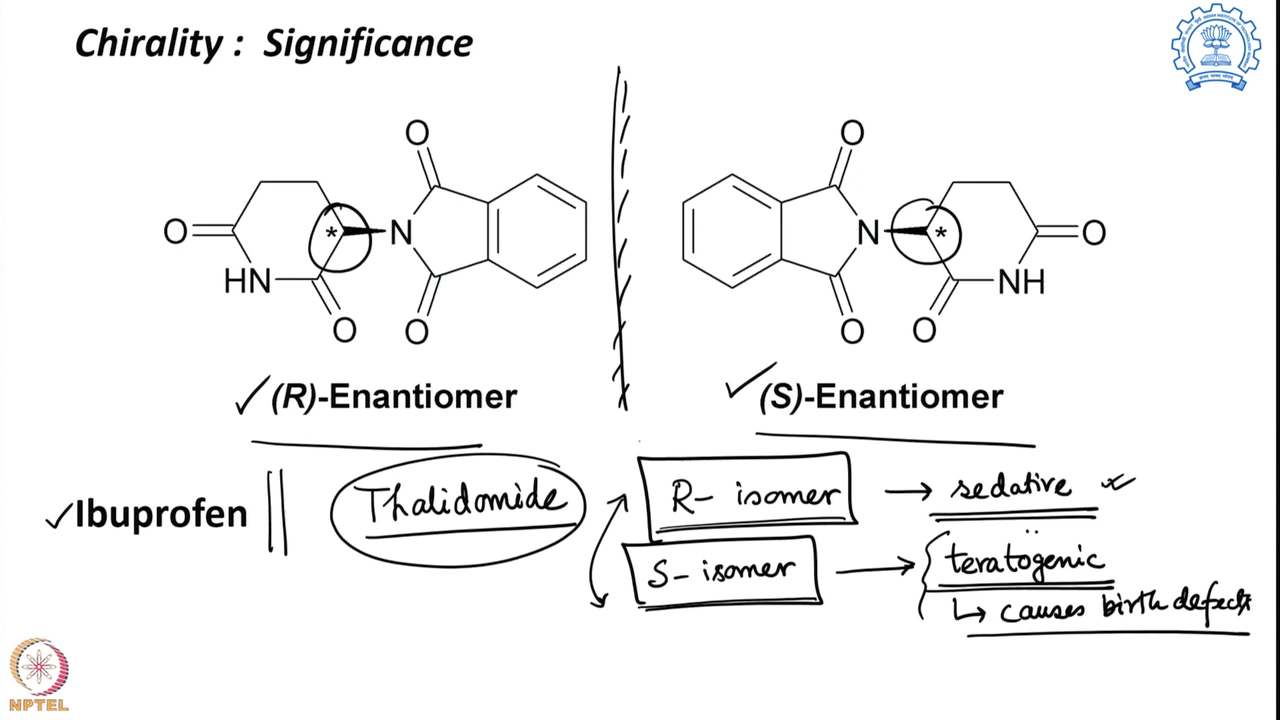 Chirality : Significance
O
O
O
*
N
HN
O
O
O
N
*
O
NH
O
O
(R)-Enantiomer
(S)-Enantiomer
Ibuprofen
Thalidomide
R- isomer → sedative
S- isomer → teratogenic
↳ causes birth defects
NPTEL